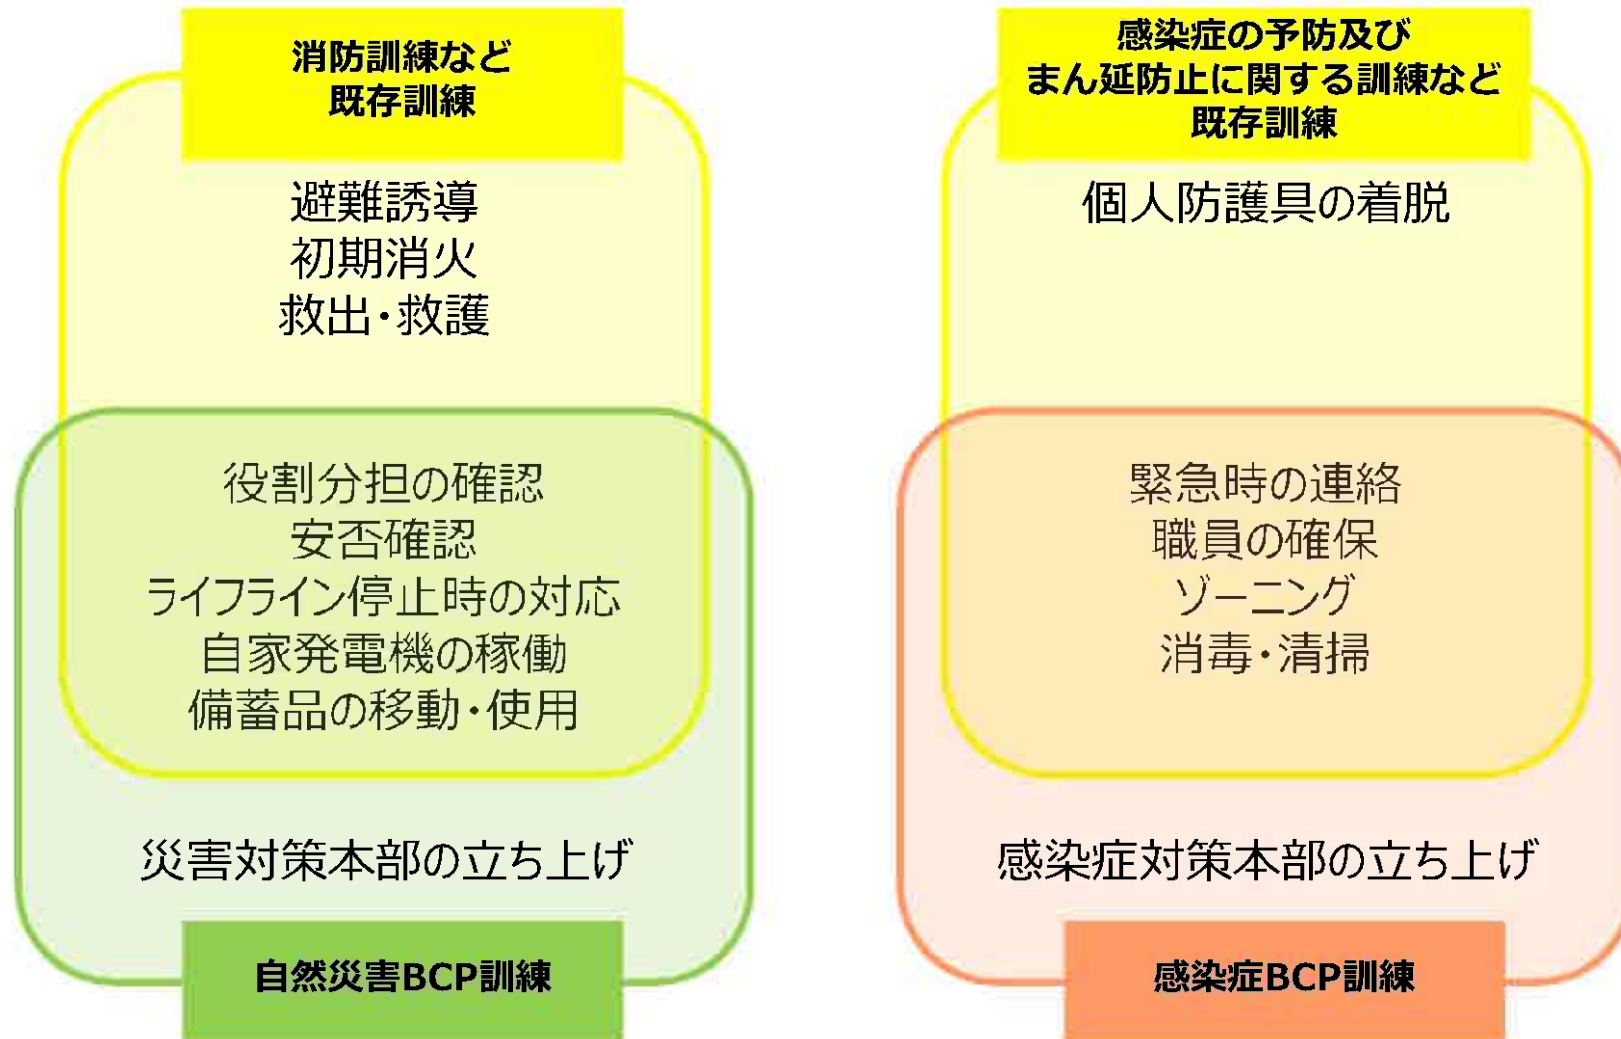 消防訓練など
既存訓練
避難誘導
初期消火
救出・救護
役割分担の確認
安否確認
ライフライン停止時の対応
自家発電機の稼働
備蓄品の移動・使用
災害対策本部の立ち上げ
自然災害BCP訓練
感染症の予防及び
まん延防止に関する訓練など
既存訓練
個人防護具の着脱
緊急時の連絡
職員の確保
ゾーニング
消毒・清掃
感染症対策本部の立ち上げ
感染症BCP訓練